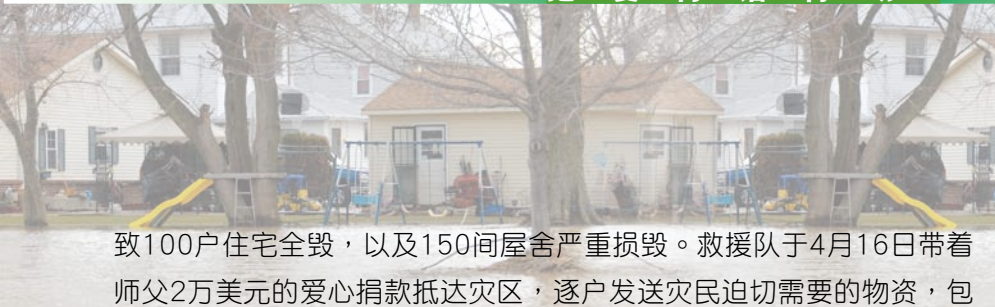 致100户住宅全毁，以及150间屋舍严重损毁。救援队于4月16日带着
师父2万美元的爱心捐款抵达灾区，逐户发送灾民迫切需要的物资，包